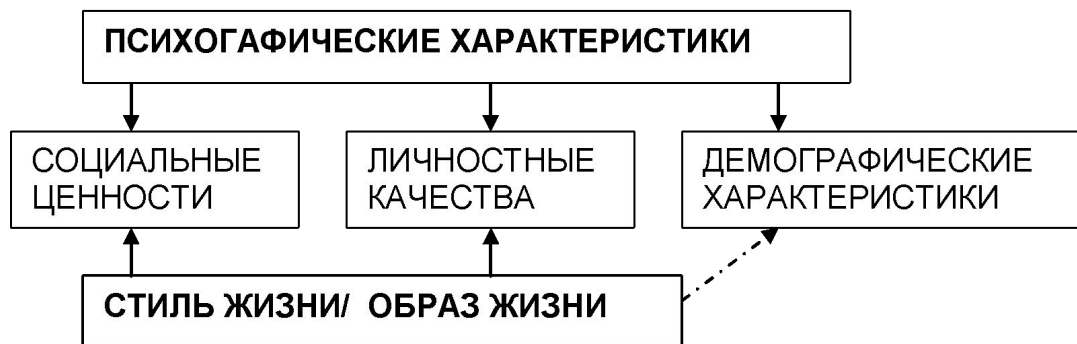 ПСИХОГАФИЧЕСКИЕ ХАРАКТЕРИСТИКИ
СОЦИАЛЬНЫЕ
ЦЕННОСТИ
ЛИЧНОСТНЫЕ
КАЧЕСТВА
ДЕМОГРАФИЧЕСКИЕ
ХАРАКТЕРИСТИКИ
СТИЛЬ ЖИЗНИ/ ОБРАЗ ЖИЗНИ